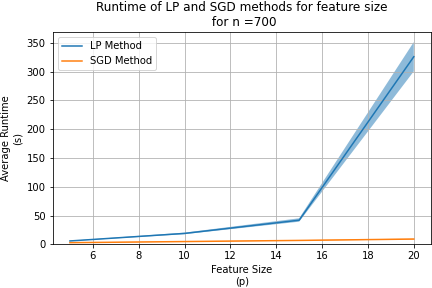 Runtime of LP and SGD methods for feature size
for n =700
LP Method
SGD Method
350
300
250
200
150
100
50
0
Average Runtime
(s)
6 8 10 12 14 16 18 20
Feature Size
(p)